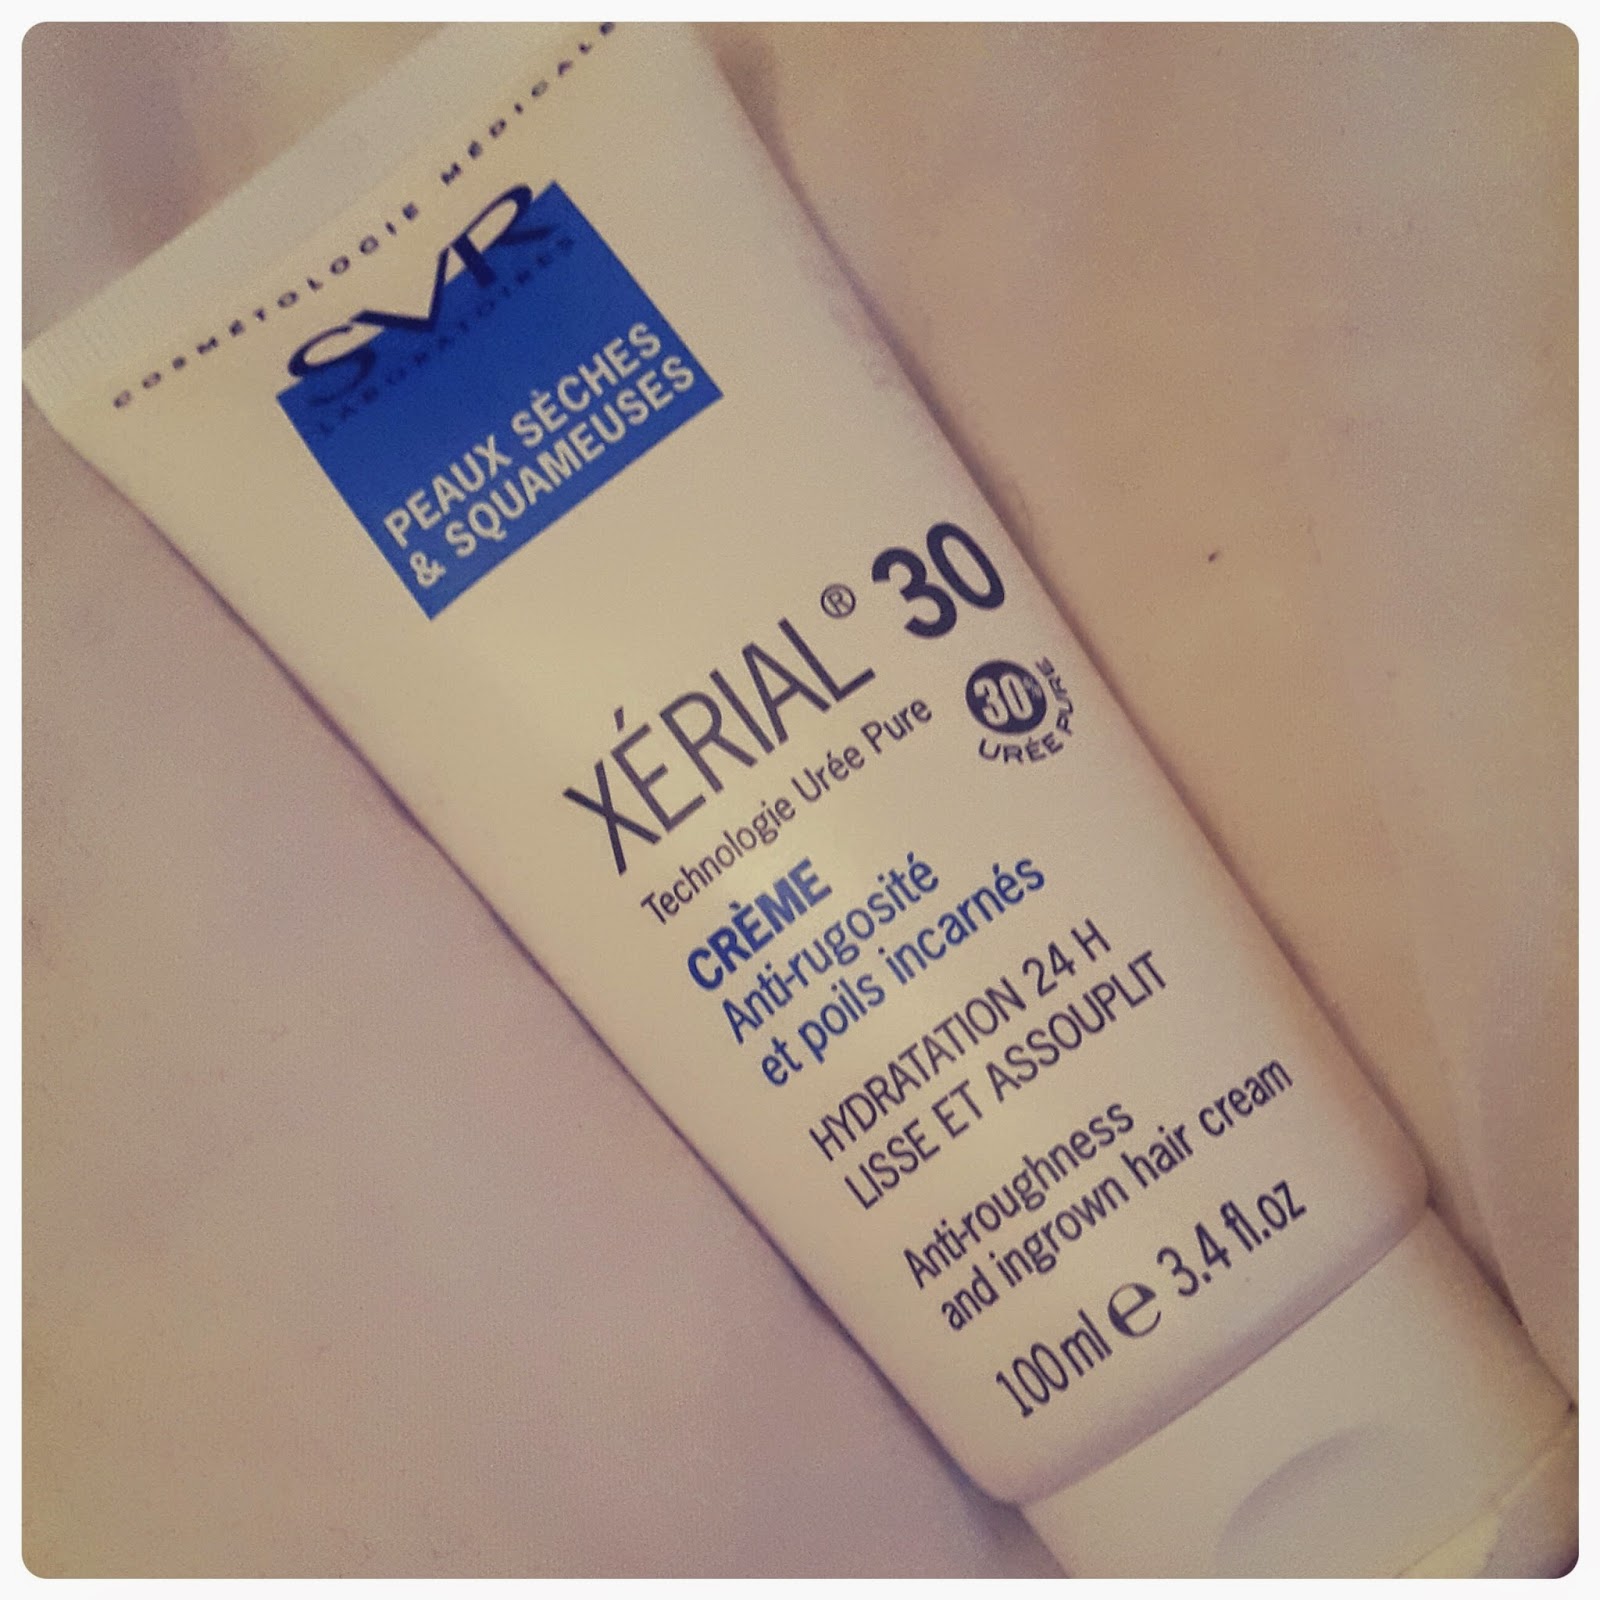 COSMÉTOLOGIE MÉDICALE
SVR
LABORATOIRES
PEAUX SÈCHES
& SQUAMEUSES
XÉRIAL® 30
Technologie Urée Pure
30%
URÉE PURE
CRÈME
Anti-rugosité
et poils incarnés
HYDRATATION 24 H
LISSE ET ASSOUPLIT
Anti-roughness
and ingrown hair cream
100ml e 3.4 fl.oz